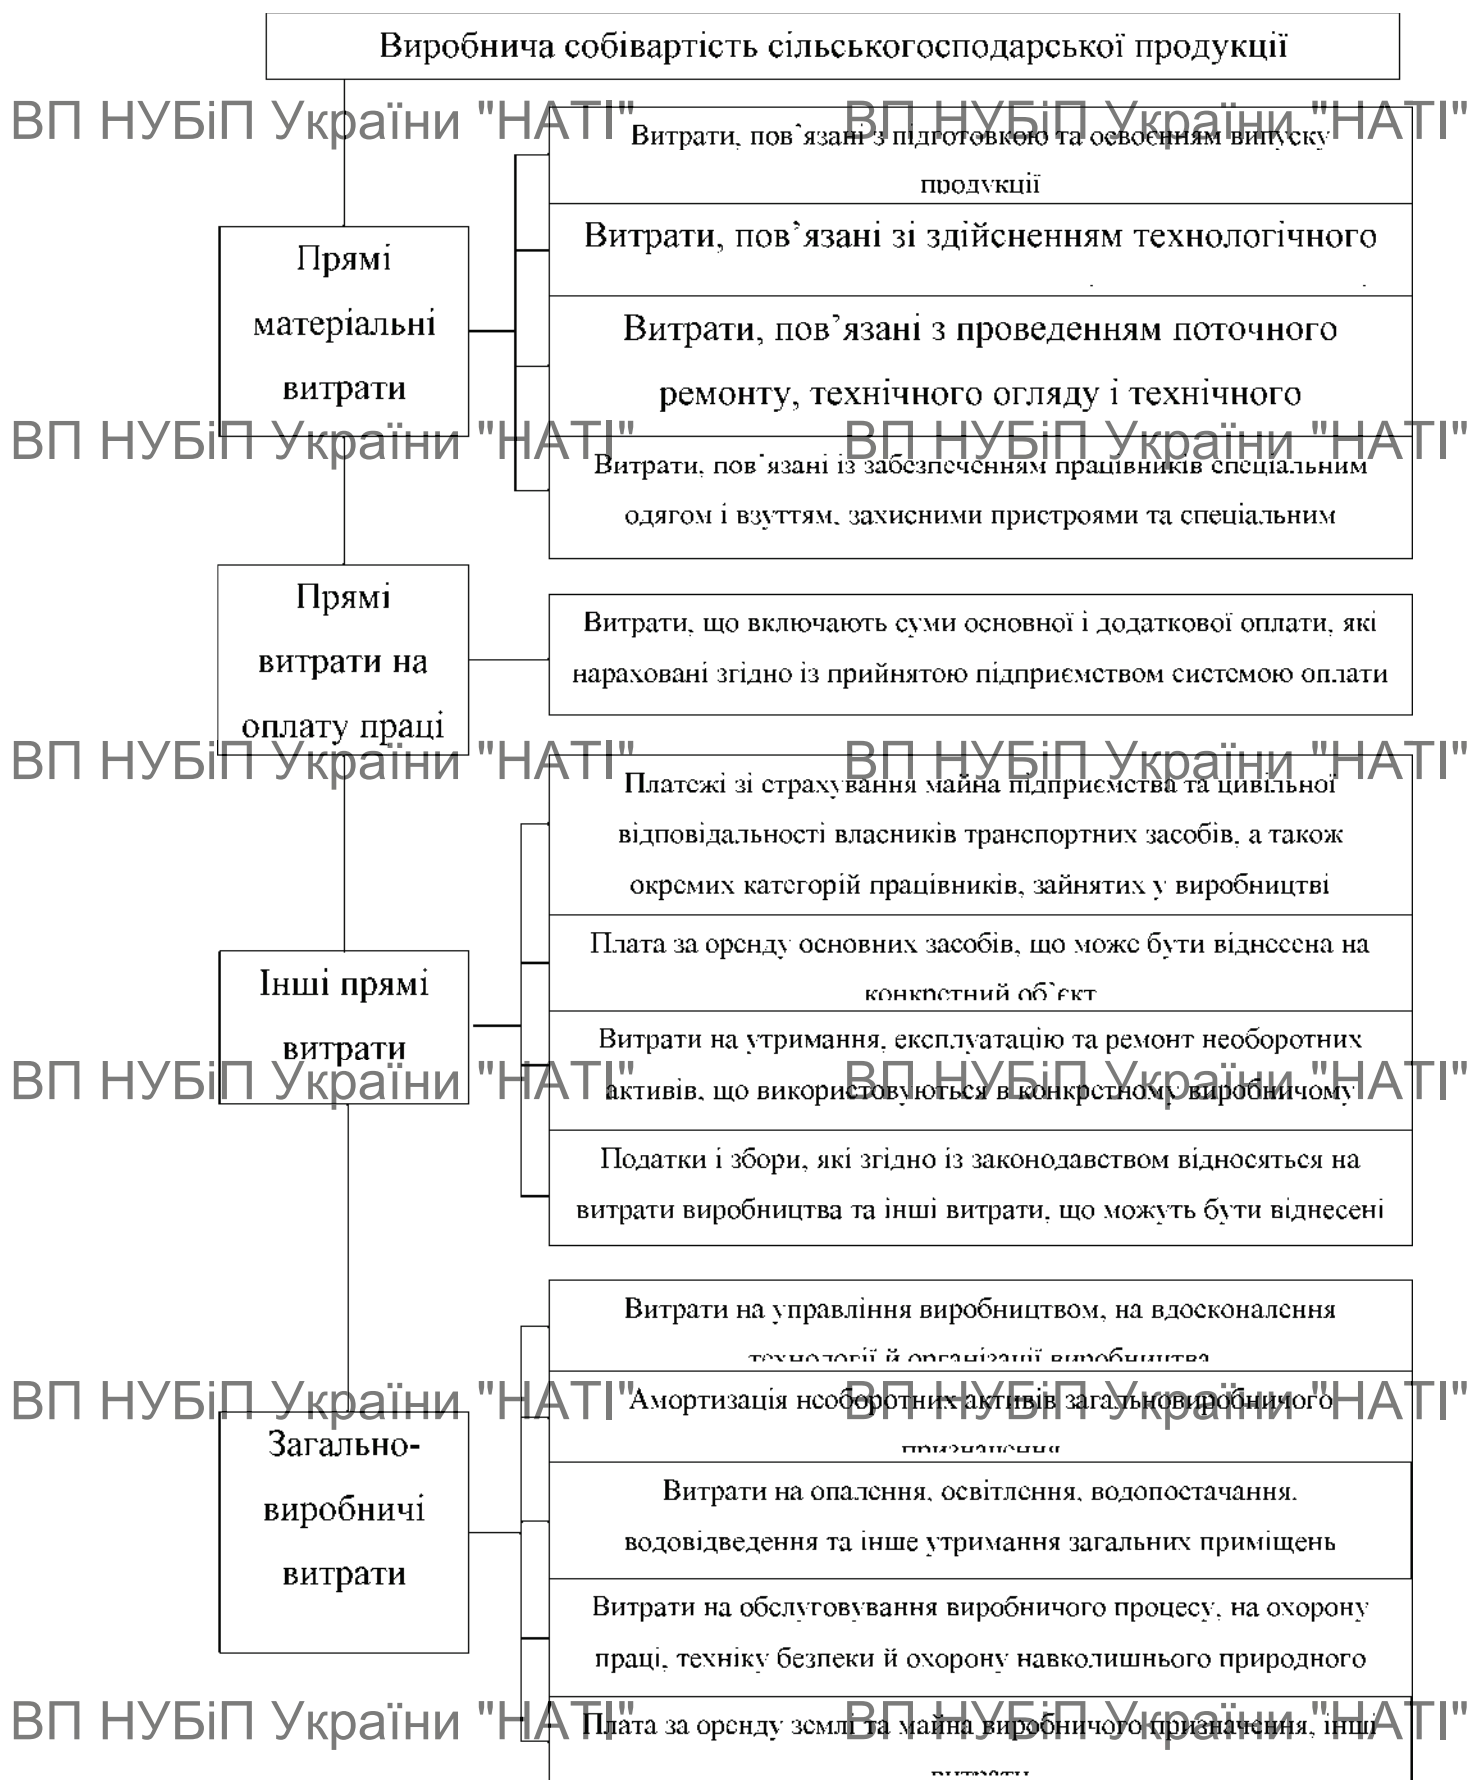 Виробнича собівартість сільськогосподарської продукції
ВП НУБіП України "НАТІ"
ВП НУБіП України "НАТІ"
Витрати, пов`язані з підготовкою та освоєнням випуску
продукції
Прямі
матеріальні
витрати
Витрати, пов’язані зі здійсненням технологічного
Витрати, пов’язані з проведенням поточного
ремонту, технічного огляду і технічного
ВП НУБіП України "НАТІ"
ВП НУБіП України "НАТІ"
Витрати, пов`язані із забезпеченням працівників спеціальним
одягом і взуттям, захисними пристроями та спеціальним
Прямі
витрати на
оплату праці
Витрати, що включають суми основної і додаткової оплати, які
нараховані згідно із прийнятою підприємством системою оплати
ВП НУБіП України "НАТІ"
ВП НУБіП України "НАТІ"
Платежі зі страхування майна підприємства та цивільної
відповідальності власників транспортних засобів, а також
окремих категорій працівників, зайнятих у виробництві
Інші прямі
витрати
Плата за оренду основних засобів, що може бути віднесена на
конкретний об`єкт
Витрати на утримання, експлуатацію та ремонт необоротних
активів, що використовуються в конкретному виробничому
ВП НУБіП України "НАТІ"
ВП НУБіП України "НАТІ"
Податки і збори, які згідно із законодавством відносяться на
витрати виробництва та інші витрати, що можуть бути віднесені
Витрати на управління виробництвом, на вдосконалення
технології й організації виробництва
ВП НУБіП України "НАТІ"
ВП НУБіП України "НАТІ"
Амортизація необоротних активів загальновиробничого
призначення
Загально-
виробничі
витрати
Витрати на опалення, освітлення, водопостачання,
водовідведення та інше утримання загальних приміщень
Витрати на обслуговування виробничого процесу, на охорону
праці, техніку безпеки й охорону навколишнього природного
ВП НУБіП України "НАТІ"
ВП НУБіП України "НАТІ"
Плата за оренду землі та майна виробничого призначення, інші
витрати